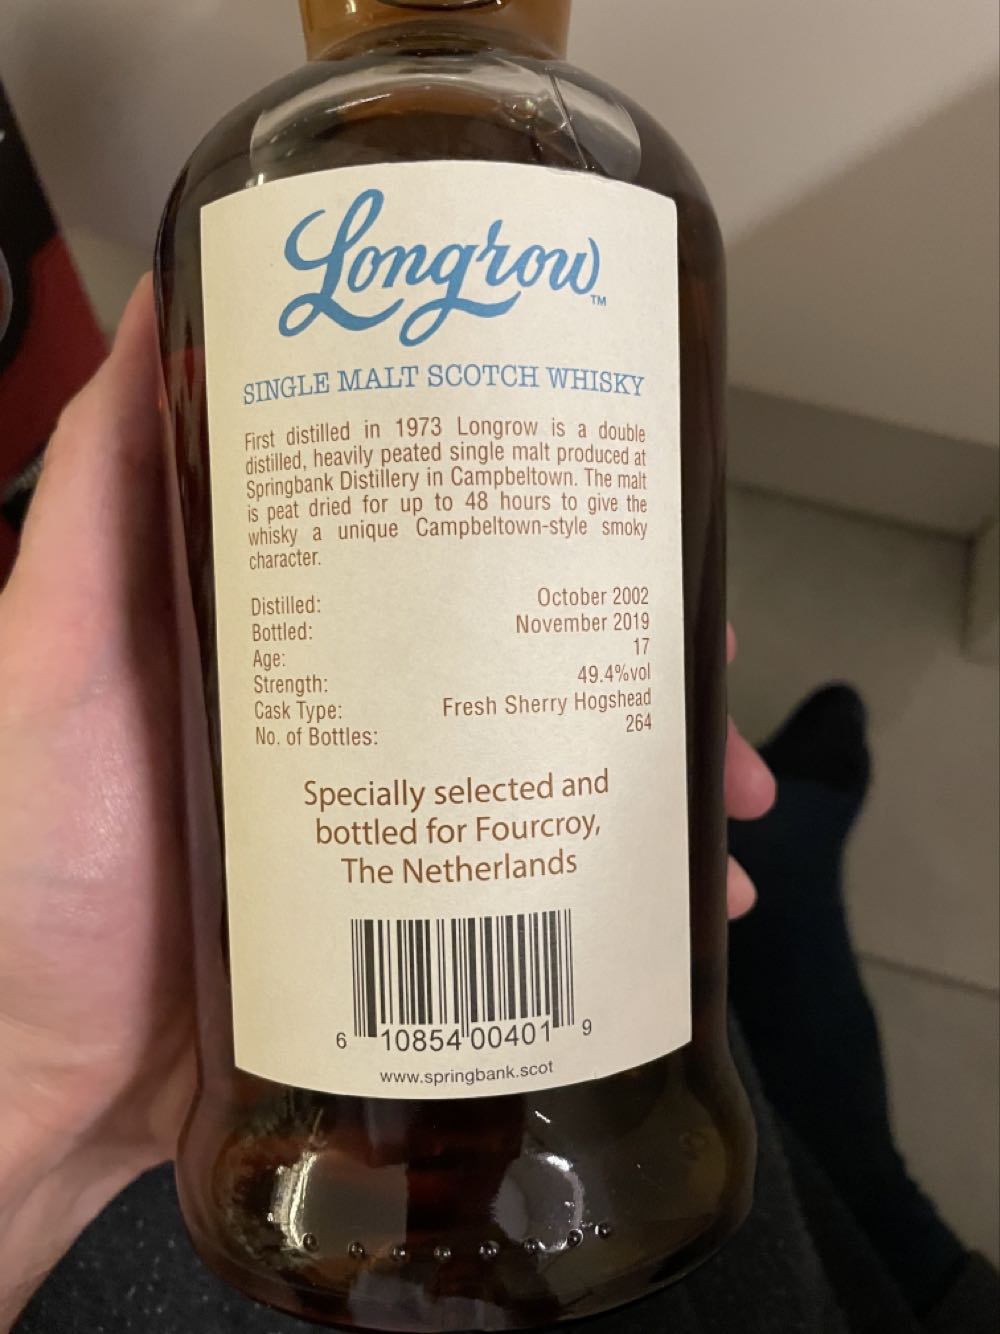 Longrow TM
SINGLE MALT SCOTCH WHISKY
First distilled in 1973 Longrow is a double
distilled, heavily peated single malt produced at
Springbank Distillery in Campbeltown. The malt
is peat dried for up to 48 hours to give the
whisky a unique Campbeltown-style smoky
character.
Distilled: October 2002
Bottled: November 2019
Age: 17
Strength: 49.4%vol
Cask Type: Fresh Sherry Hogshead
No. of Bottles: 264
Specially selected and
bottled for Fourcroy,
The Netherlands
6 10854 00401 9
www.springbank.scot